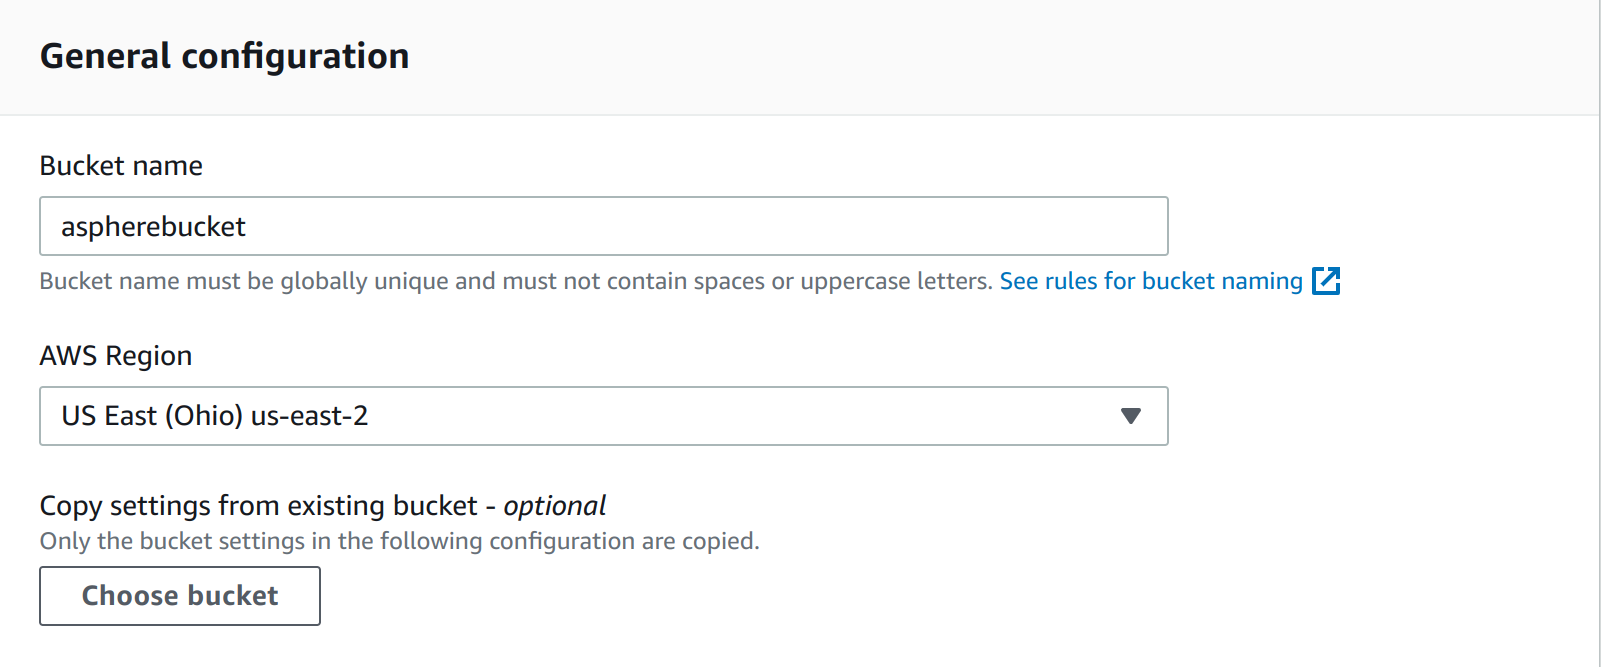 General configuration
Bucket name
aspherebucket
Bucket name must be globally unique and must not contain spaces or uppercase letters. See rules for bucket naming
AWS Region
US East (Ohio) us-east-2
Copy settings from existing bucket - optional
Only the bucket settings in the following configuration are copied.
Choose bucket